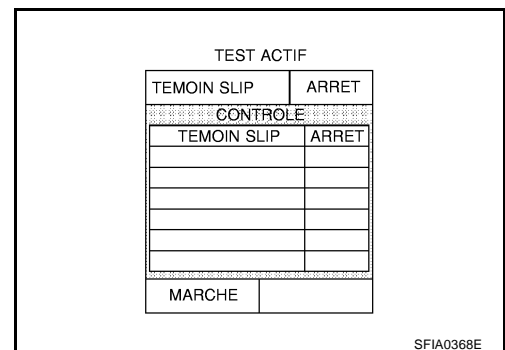 TEST ACTIF
TEMOIN SLIP ARRET
CONTROLE
TEMOIN SLIP ARRET
MARCHE
SFIA0368E